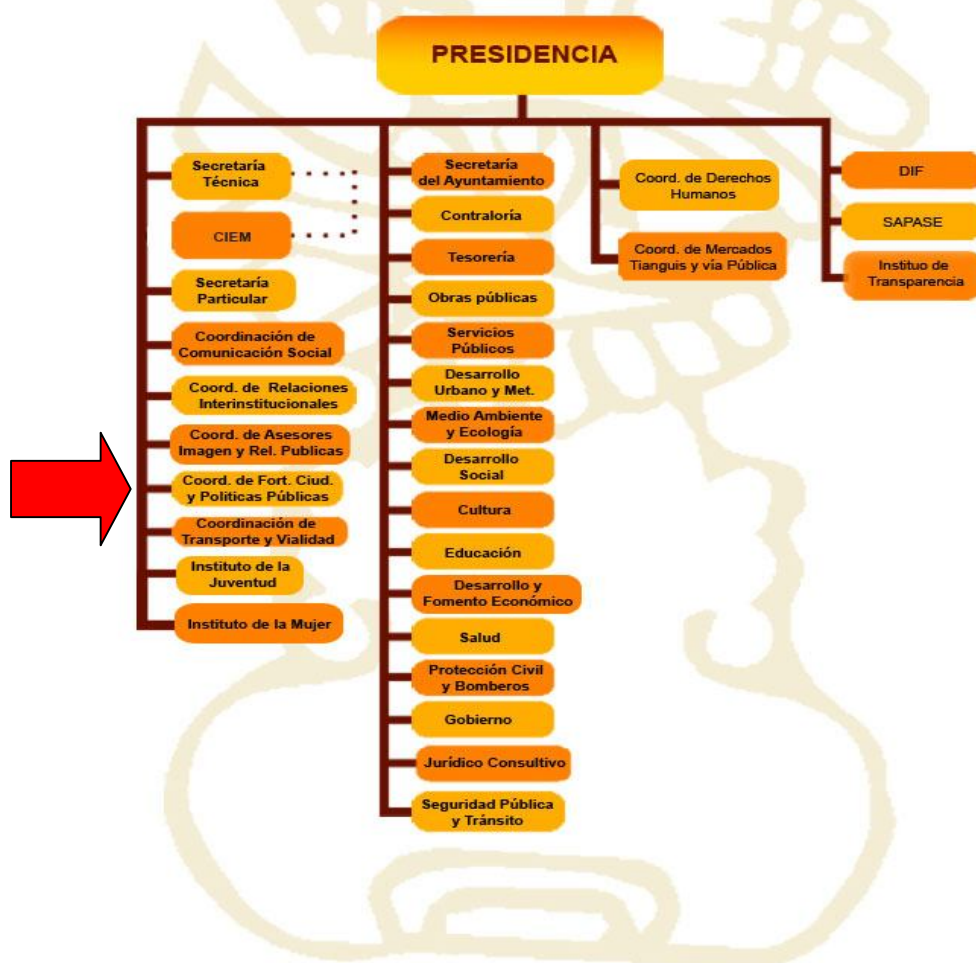 PRESIDENCIA
Secretaría
Técnica
CIEM
Secretaría
Particular
Coordinación de
Comunicación Social
Coord. de Relaciones
Interinstitucionales
Coord. de Asesores
Imagen y Rel. Publicas
Coord. de Fort. Ciud.
y Politicas Públicas
Coordinación de
Transporte y Vialidad
Instituto de la
Juventud
Instituto de la Mujer
Secretaría
del Ayuntamiento
Contraloría
Tesorería
Obras públicas
Servicios
Públicos
Desarrollo
Urbano y Met.
Medio Ambiente
y Ecología
Desarrollo
Social
Cultura
Educación
Desarrollo y
Fomento Económico
Salud
Protección Civil
y Bomberos
Gobierno
Jurídico Consultivo
Seguridad Pública
y Tránsito
Coord. de Derechos
Humanos
Coord. de Mercados
Tianguis y vía Pública
DIF
SAPASE
Instituo de
Transparencia